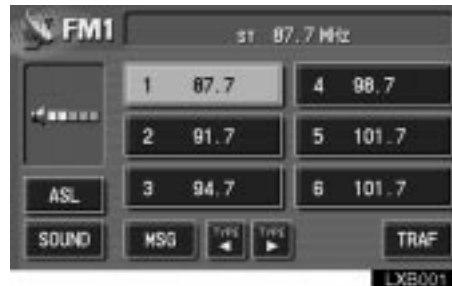 FM1
ST 87.7 MHz
1 87.7
4 98.7
2 91.7
5 101.7
3 94.7
6 101.7
ASL
SOUND
MSG
TYPE
TYPE
TRAF
LXB001